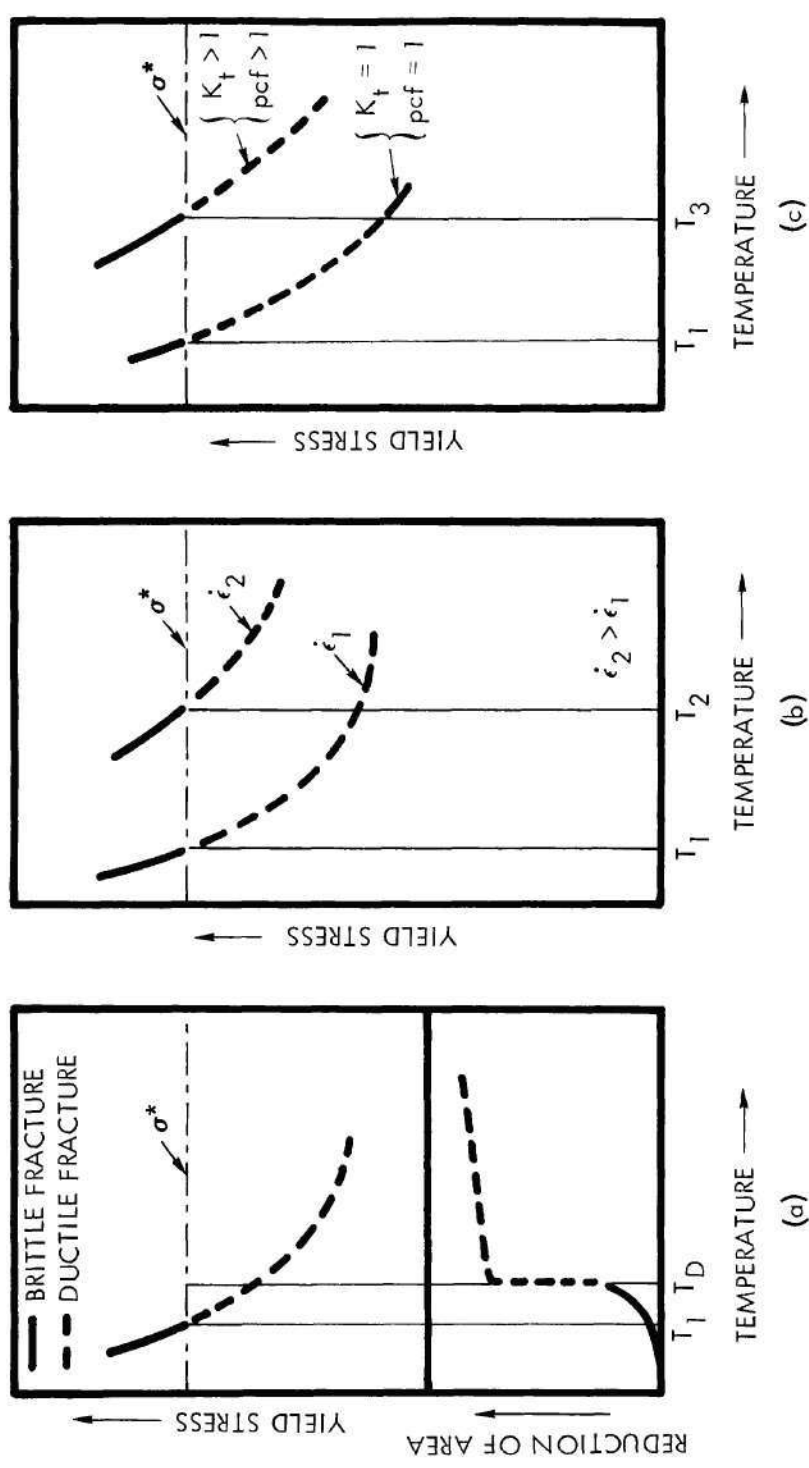 BRITTLE FRACTURE
DUCTILE FRACTURE
σ*
YIELD STRESS
REDUCTION OF AREA
T1 TD
TEMPERATURE
(a)
σ*
ϵ̇2
ϵ̇1
YIELD STRESS
ϵ̇2 > ϵ̇1
T1 T2
TEMPERATURE
(b)
σ*
Kt > 1
pcf > 1
Kt = 1
pcf = 1
YIELD STRESS
T1 T3
TEMPERATURE
(c)